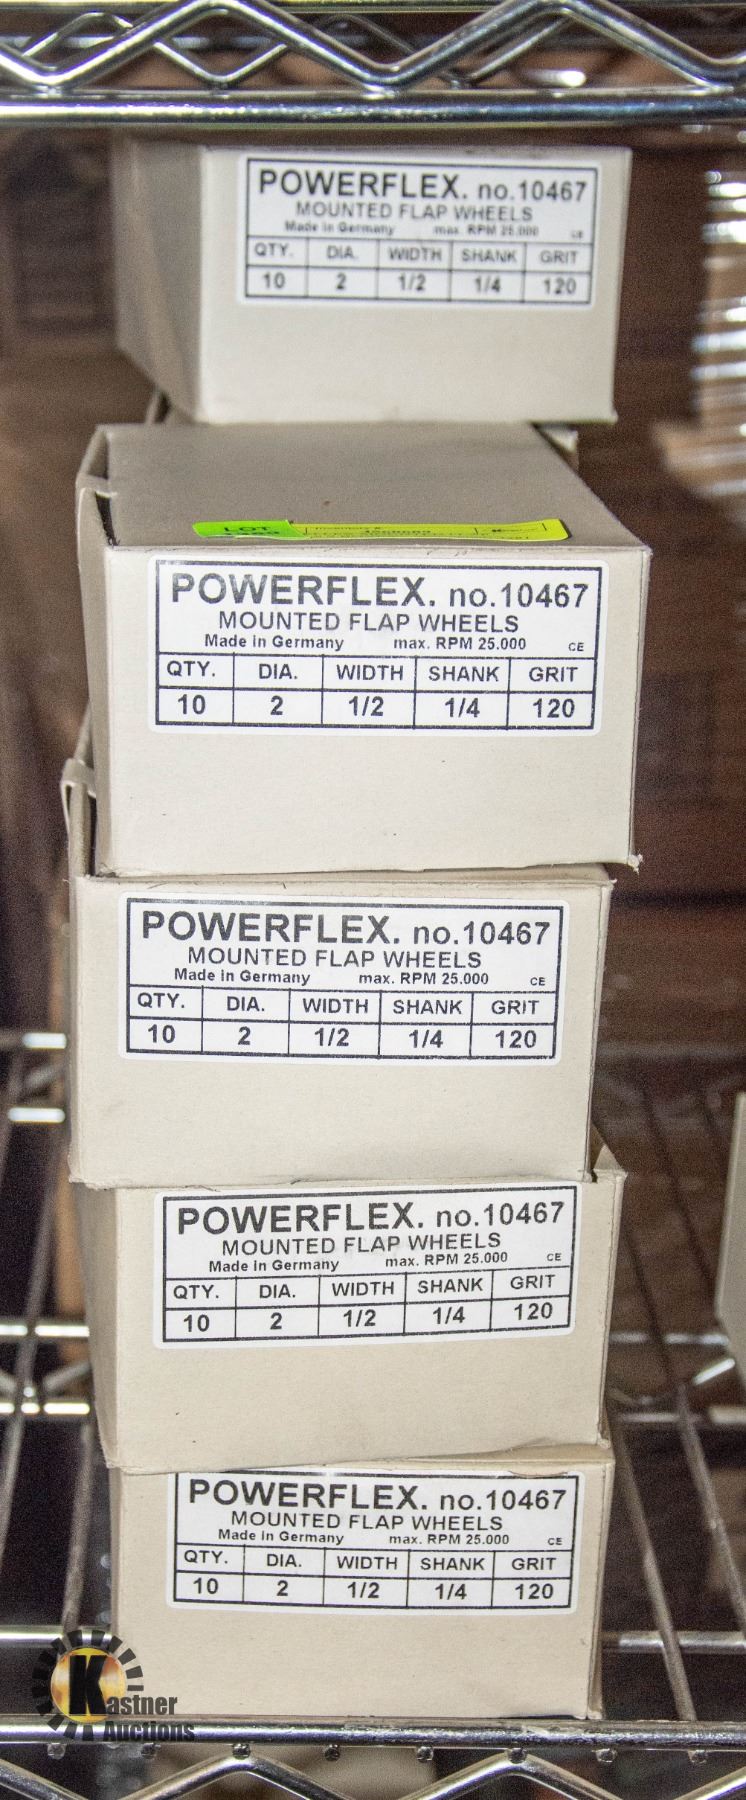 POWERFLEX. no.10467
MOUNTED FLAP WHEELS
Made in Germany max. RPM 25.000 CE
QTY. DIA. WIDTH SHANK GRIT
10 2 1/2 1/4 120
LOT
POWERFLEX. no.10467
MOUNTED FLAP WHEELS
Made in Germany max. RPM 25.000 CE
QTY. DIA. WIDTH SHANK GRIT
10 2 1/2 1/4 120
POWERFLEX. no.10467
MOUNTED FLAP WHEELS
Made in Germany max. RPM 25.000 CE
QTY. DIA. WIDTH SHANK GRIT
10 2 1/2 1/4 120
POWERFLEX. no.10467
MOUNTED FLAP WHEELS
Made in Germany max. RPM 25.000 CE
QTY. DIA. WIDTH SHANK GRIT
10 2 1/2 1/4 120
POWERFLEX. no.10467
MOUNTED FLAP WHEELS
Made in Germany max. RPM 25.000 CE
QTY. DIA. WIDTH SHANK GRIT
10 2 1/2 1/4 120
Kastner
Auctions